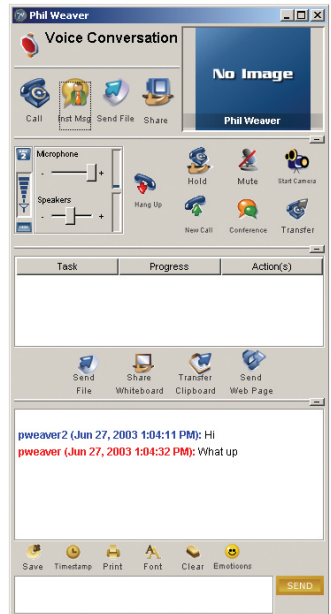 Phil Weaver
Voice Conversation
No Image
Phil Weaver
Call Inst Msg Send File Share
2
Microphone
- +
Speakers
- +
Hang Up
Hold Mute Start Camera
New Call Conference Transfer
Task Progress Action(s)
Send File
Share Whiteboard
Transfer Clipboard
Send Web Page
pweaver2 (Jun 27, 2003 1:04:11 PM): Hi
pweaver (Jun 27, 2003 1:04:32 PM): What up
Save Timestamp Print Font Clear Emoticons
SEND